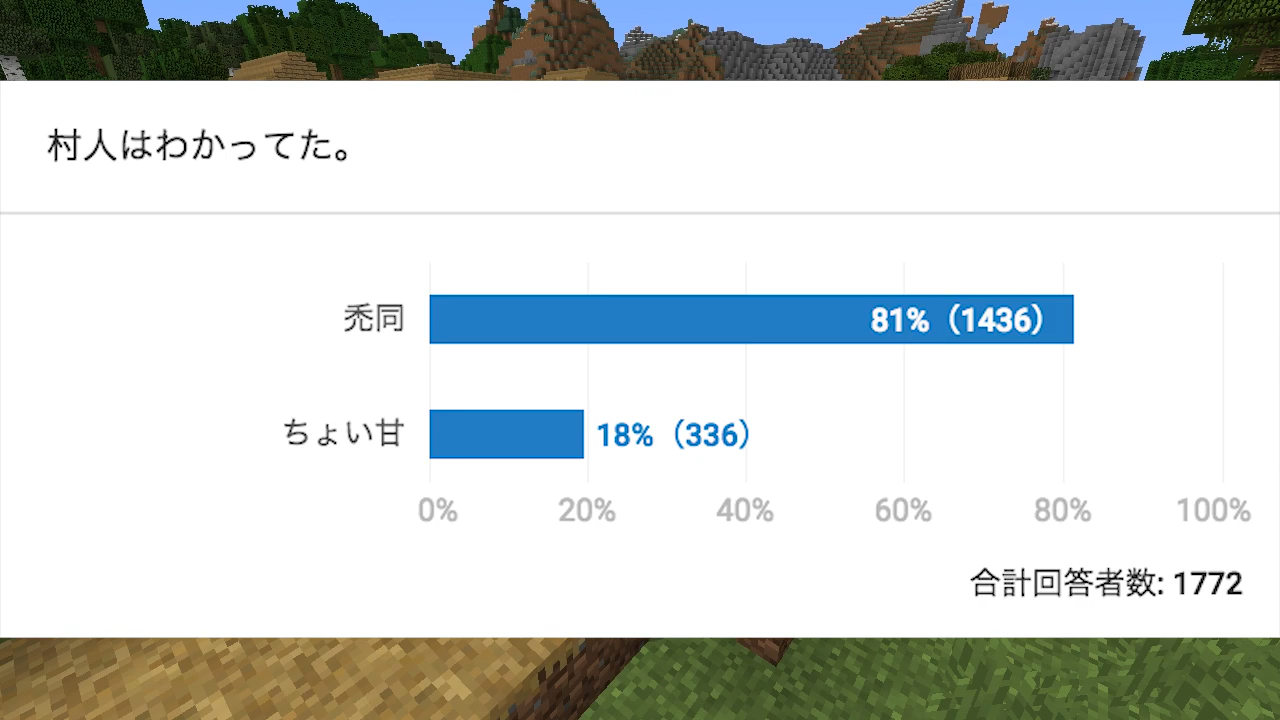 村人はわかってた。
禿同
81%（1436）
ちょい甘
18%（336）
0% 20% 40% 60% 80% 100%
合計回答者数: 1772